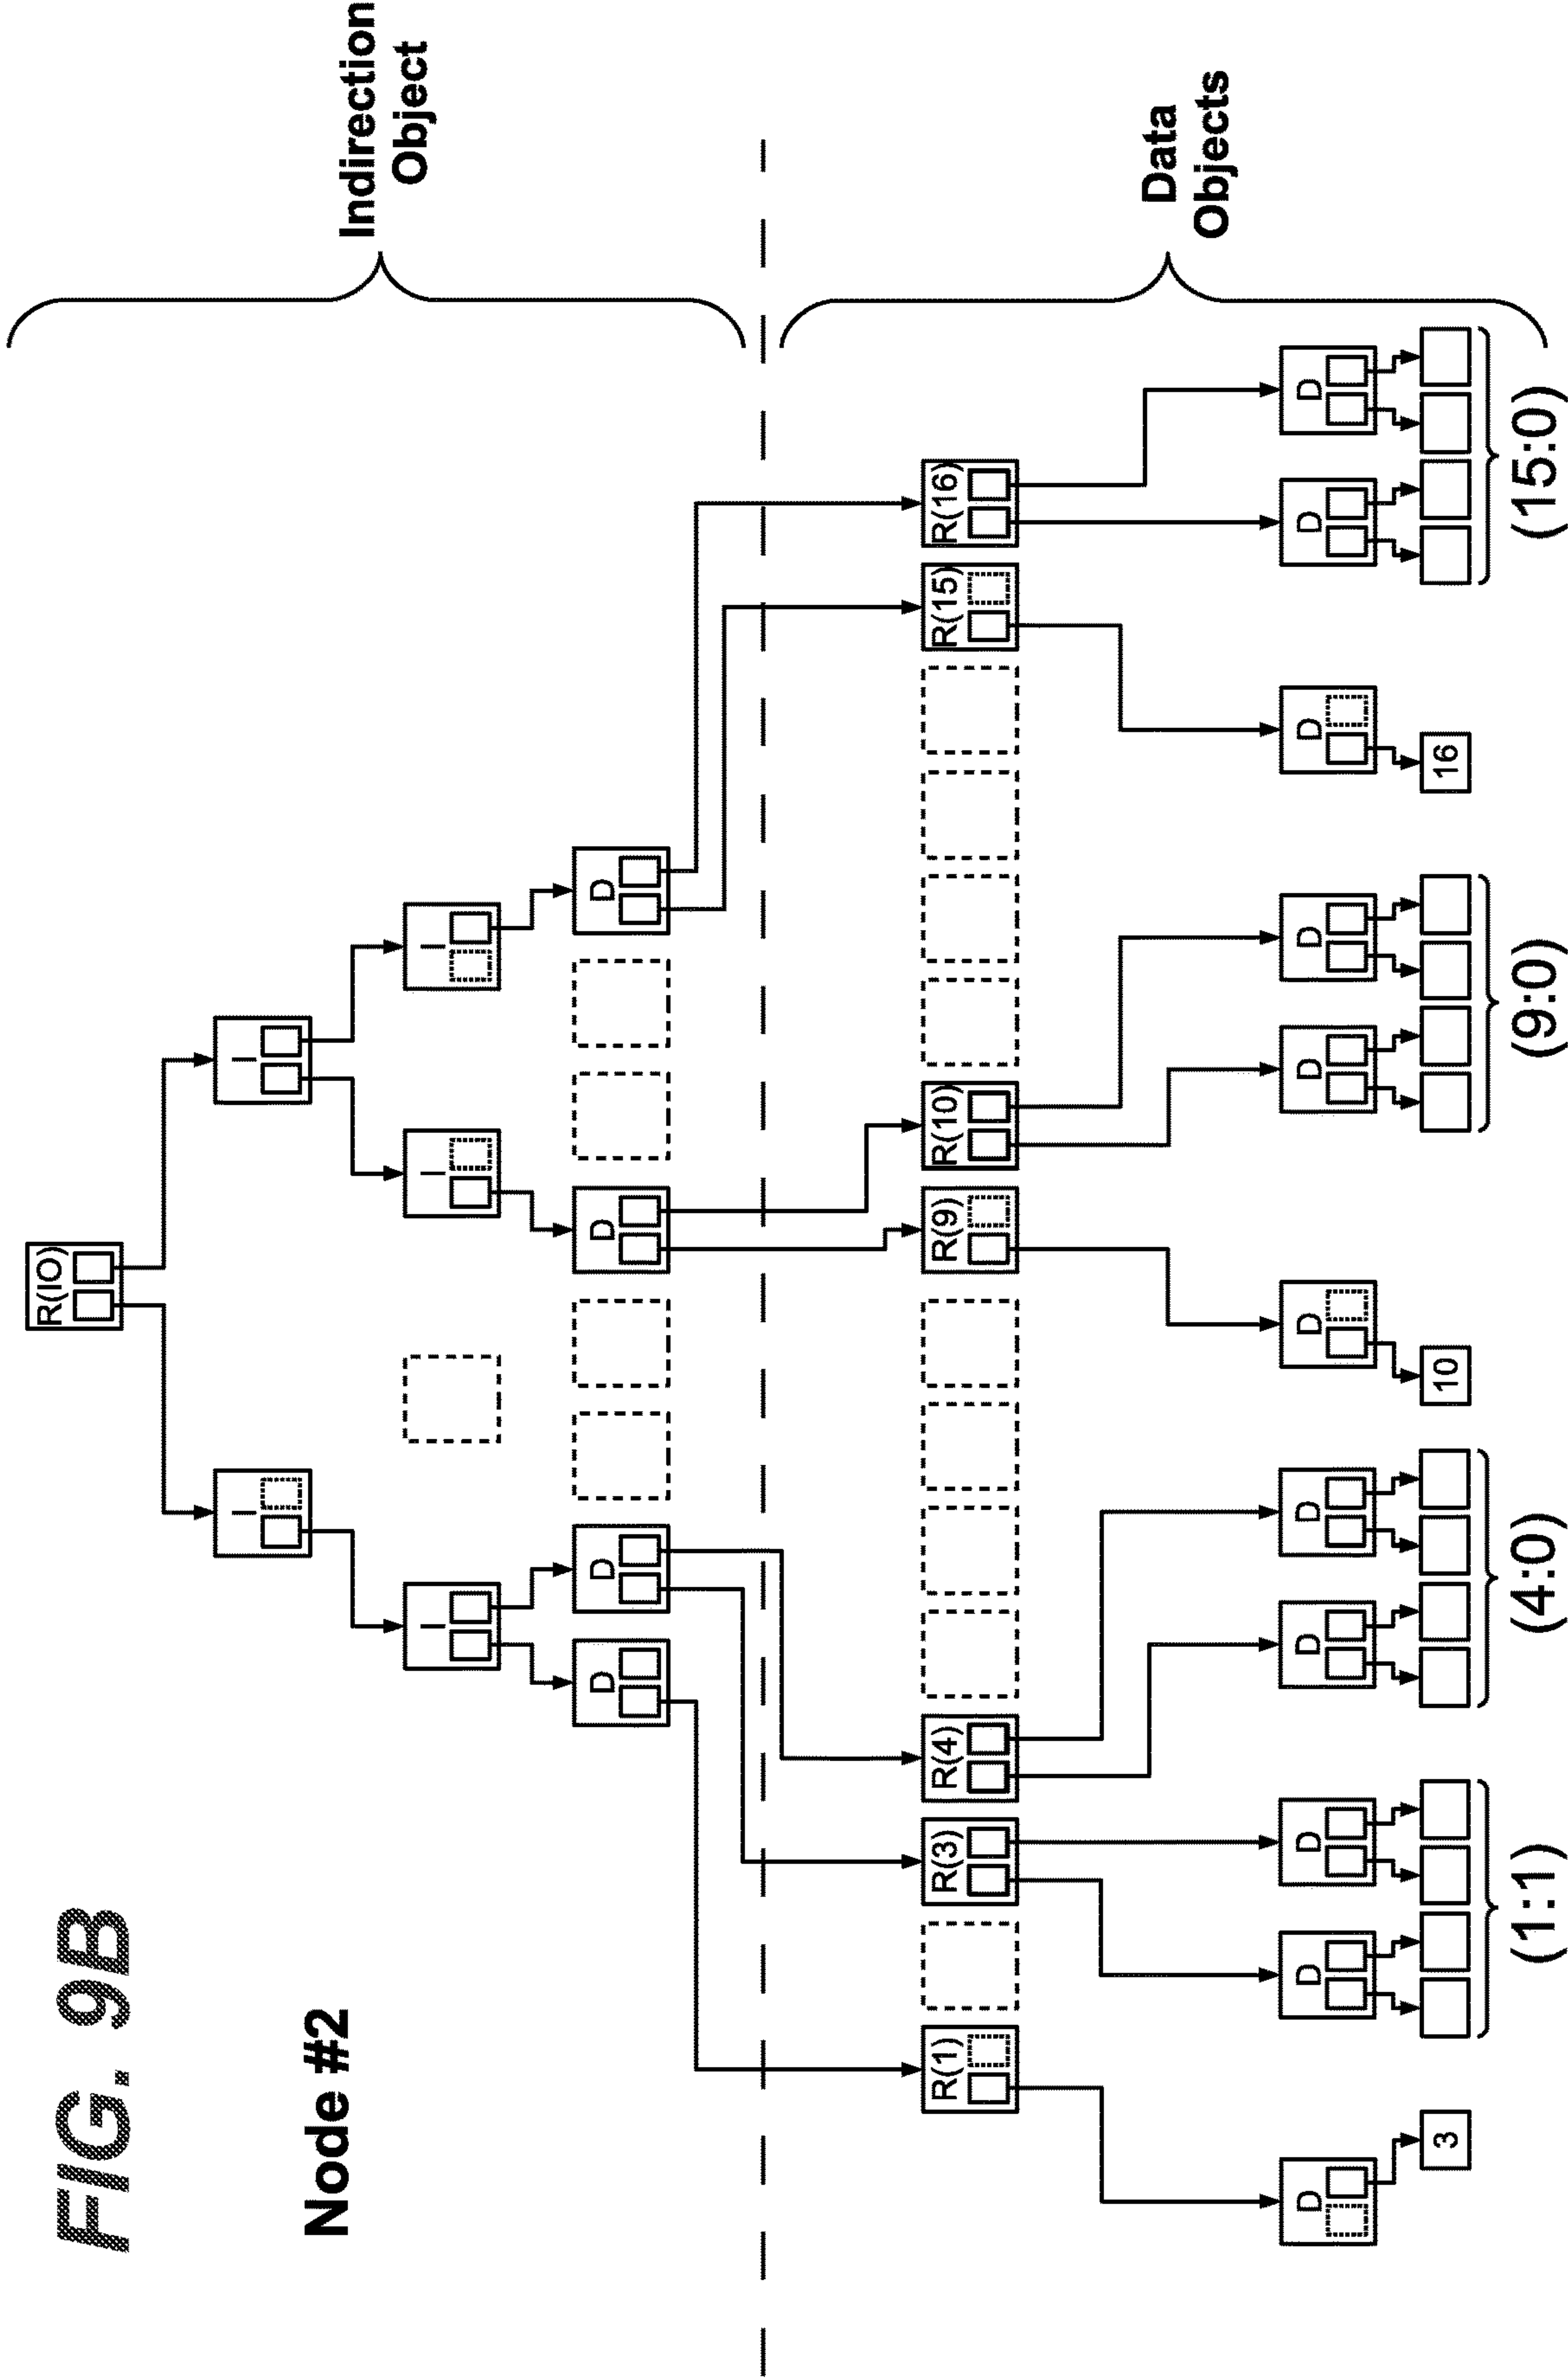 FIG. 9B
Node #2
R(IO)
Indirection
Object
I
I
I
I
I
D
D
D
D
Data
Objects
R(1)
R(3)
R(4)
R(9)
R(10)
R(15)
R(16)
D
D
D
D
D
D
D
D
D
D
D
3
10
16
(1:1)
(4:0)
(9:0)
(15:0)